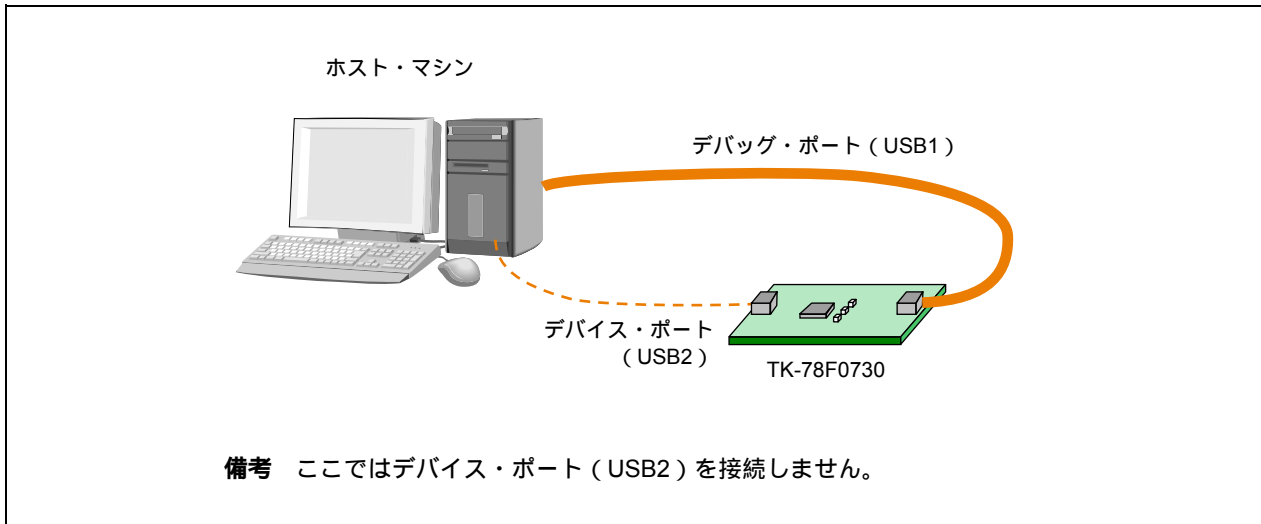 ホスト・マシン
デバッグ・ポート（USB1）
デバイス・ポート
（USB2）
TK-78F0730
備考　ここではデバイス・ポート（USB2）を接続しません。